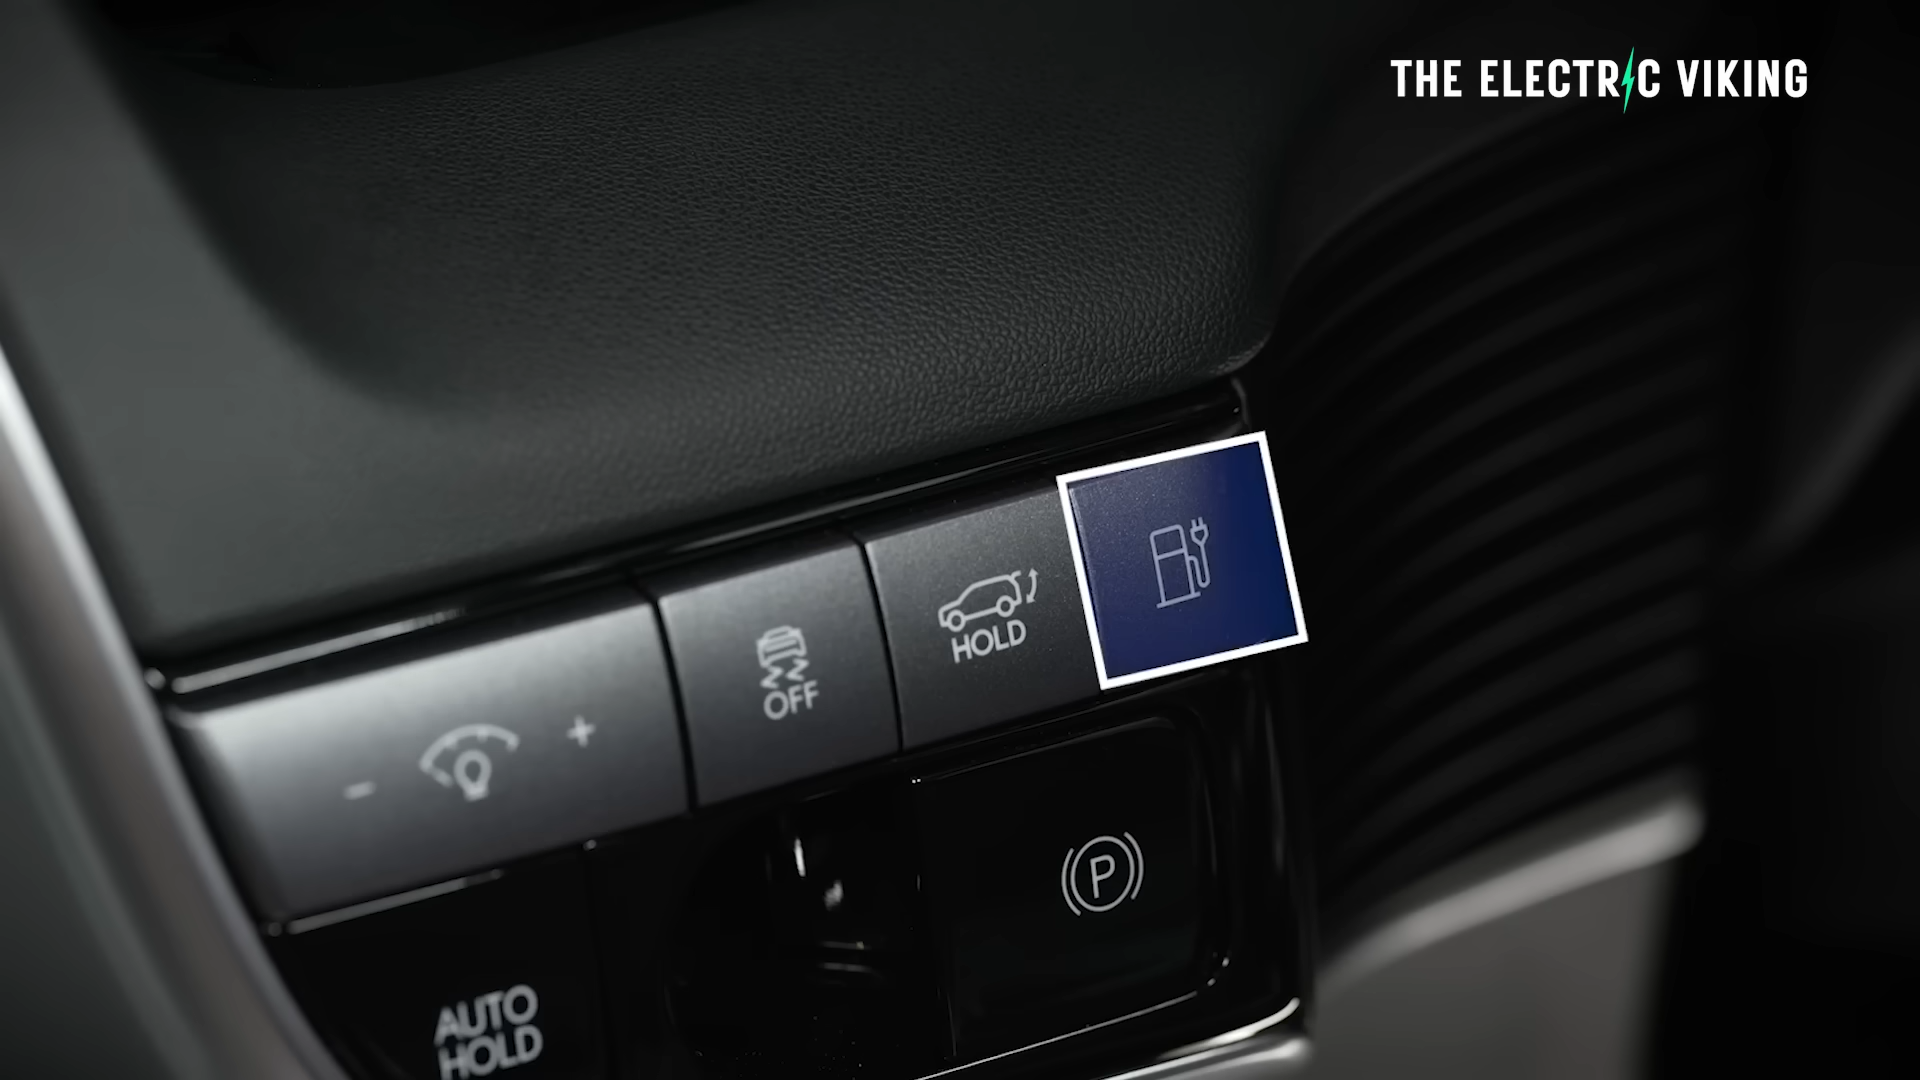 THE ELECTRIC VIKING
HOLD
OFF
- +
P
AUTO
HOLD